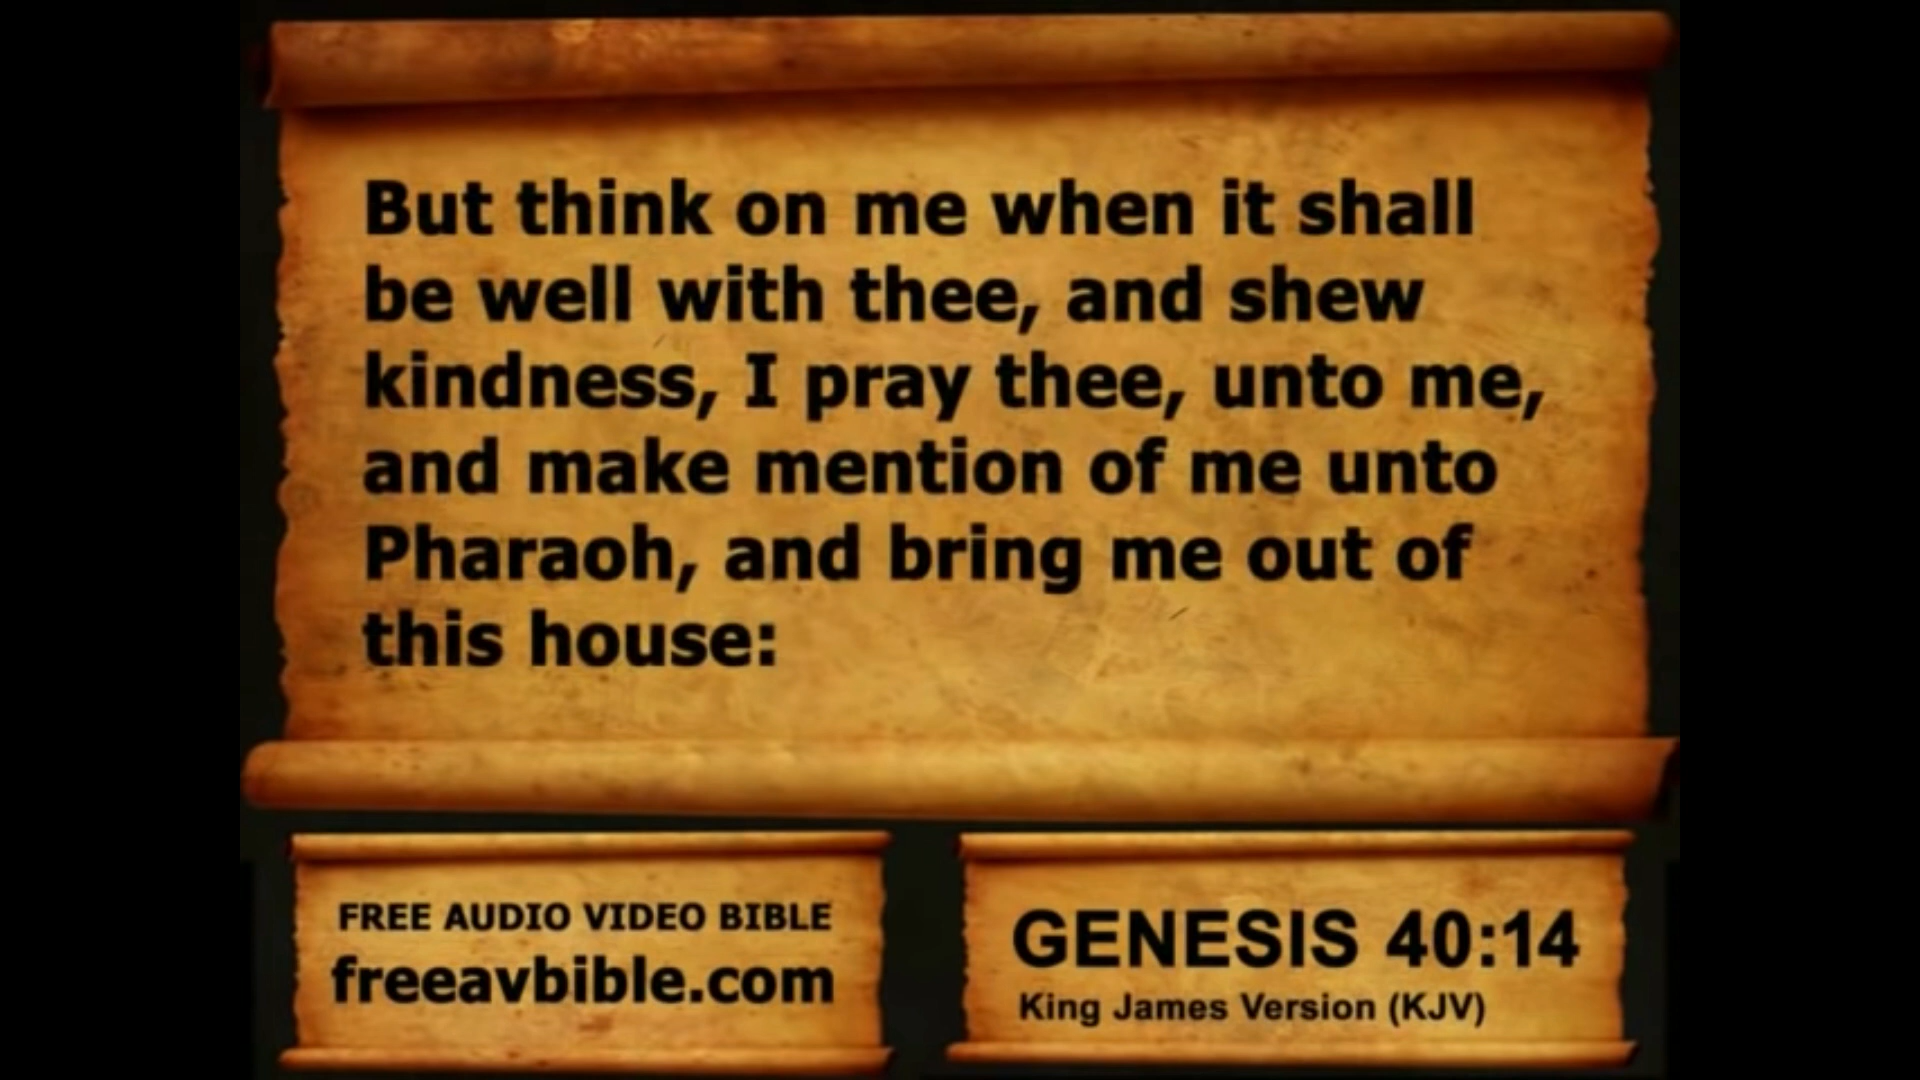 But think on me when it shall
be well with thee, and shew
kindness, I pray thee, unto me,
and make mention of me unto
Pharaoh, and bring me out of
this house:
FREE AUDIO VIDEO BIBLE
freeavbible.com
GENESIS 40:14
King James Version (KJV)